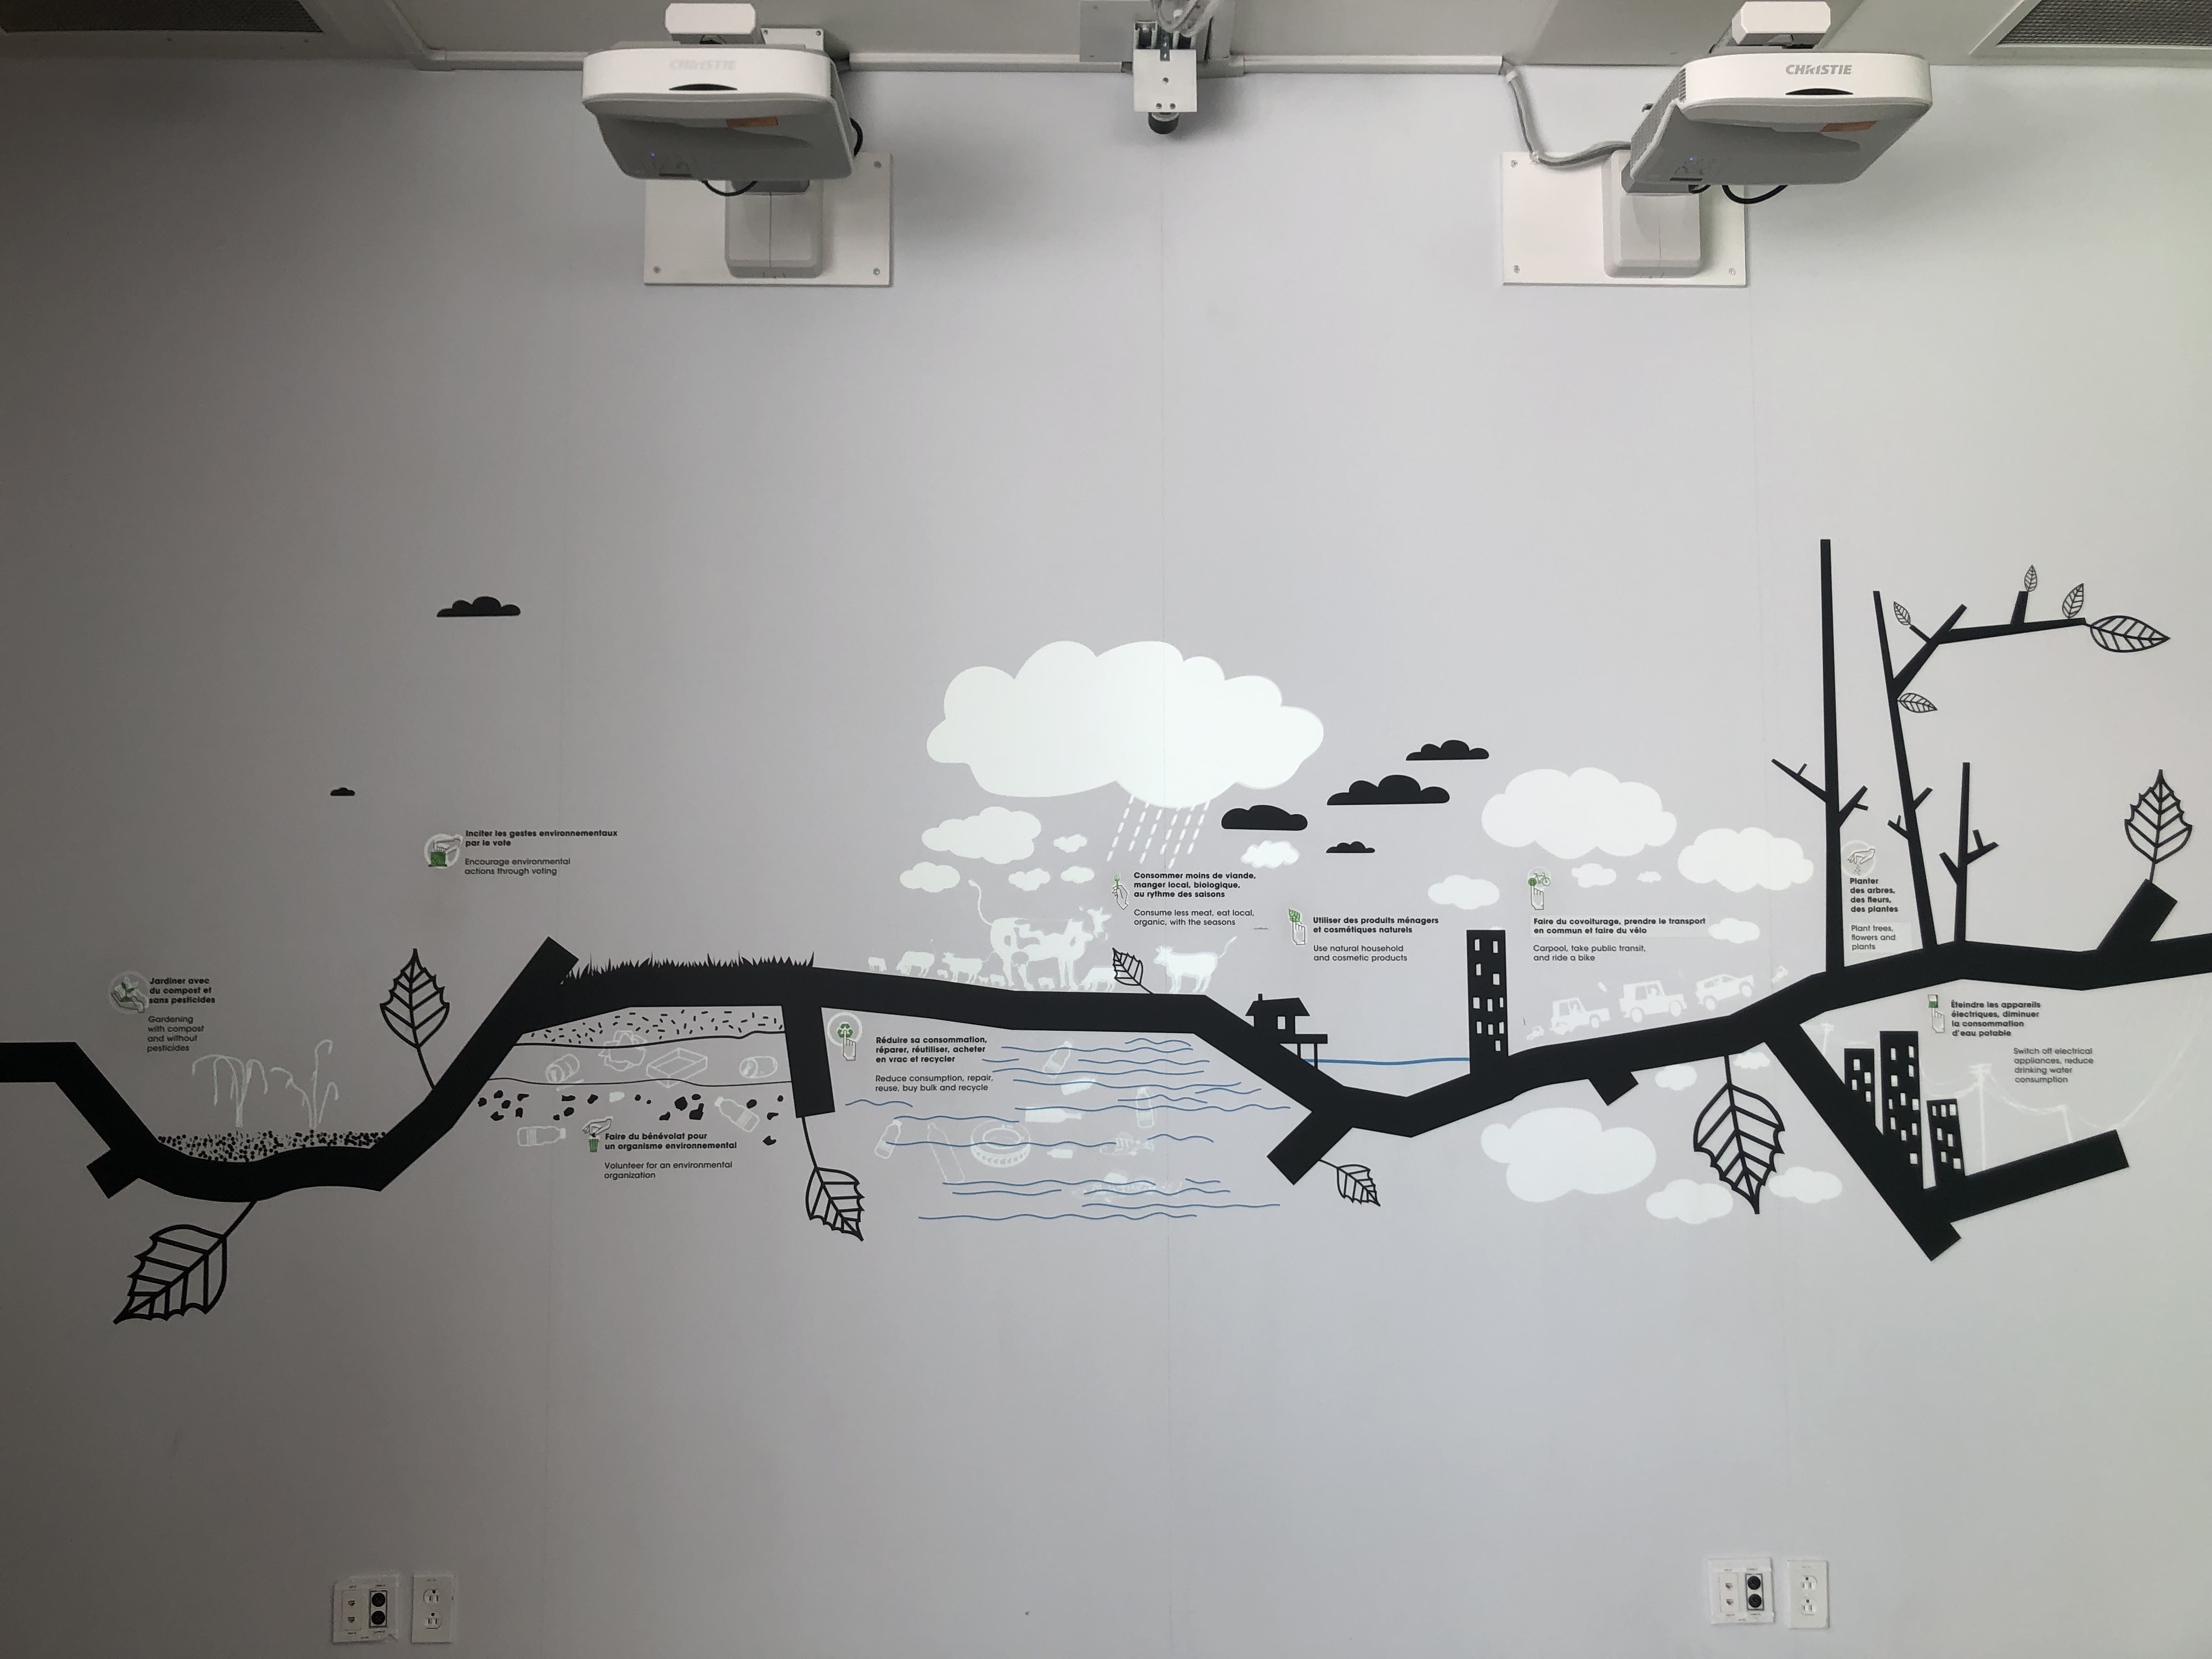 CHRISTIE
CHRISTIE
Inciter les gestes environnementaux
par le vote
Encourage environmental
actions through voting
Jardiner avec
du compost et
sans pesticides
Gardening
with compost
and without
pesticides
Faire du bénévolat pour
un organisme environnemental
Volunteer for an environmental
organization
Réduire sa consommation,
réparer, réutiliser, acheter
en vrac et recycler
Reduce consumption, repair,
reuse, buy bulk and recycle
Consommer moins de viande,
manger local, biologique,
au rythme des saisons
Consume less meat, eat local,
organic, with the seasons
Utiliser des produits ménagers
et cosmétiques naturels
Use natural household
and cosmetic products
Faire du covoiturage, prendre le transport
en commun et faire du vélo
Carpool, take public transit,
and ride a bike
Planter
des arbres,
des fleurs,
des plantes
Plant trees,
flowers and
plants
Éteindre les appareils
électriques, diminuer
la consommation
d'eau potable
Switch off electrical
appliances, reduce
drinking water
consumption